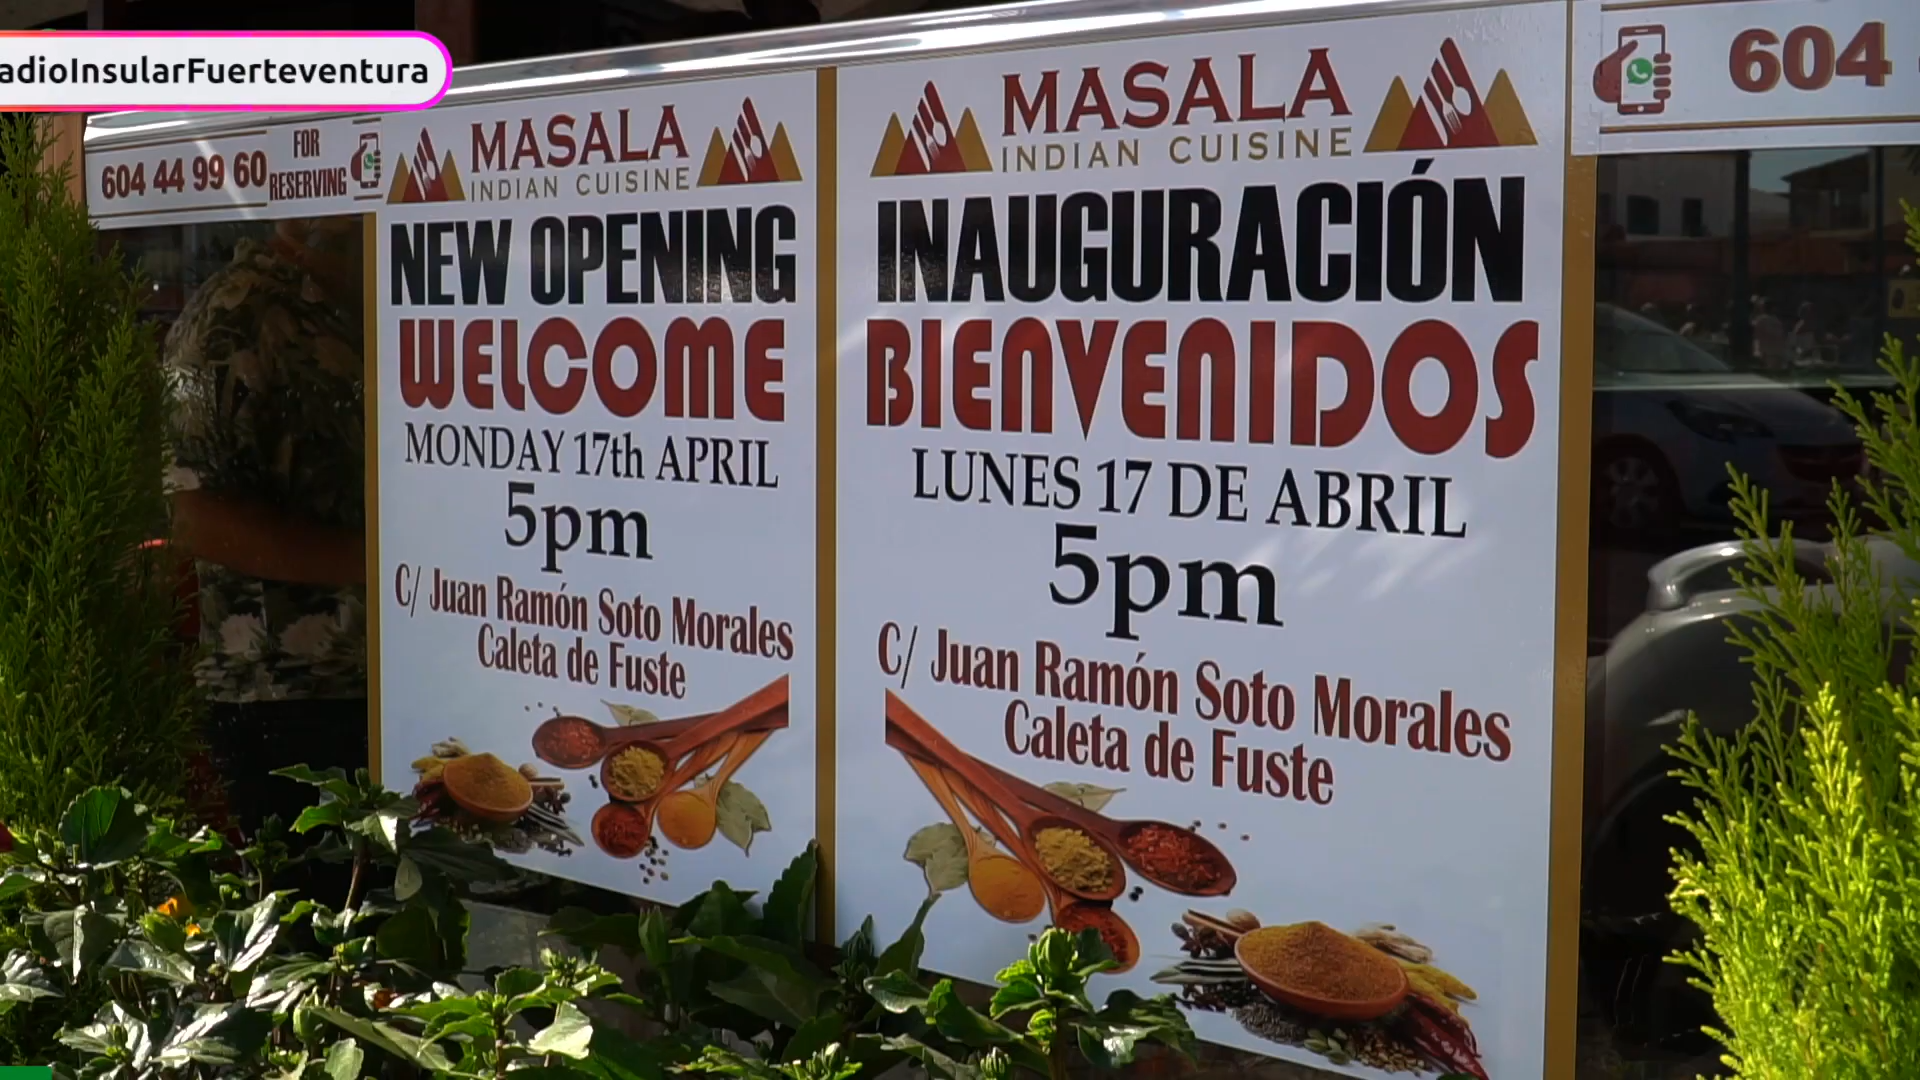 adioInsularFuerteventura
604 44 99 60
FOR
RESERVING
MASALA
INDIAN CUISINE
NEW OPENING
WELCOME
MONDAY 17th APRIL
5pm
C/ Juan Ramón Soto Morales
Caleta de Fuste
MASALA
INDIAN CUISINE
INAUGURACIÓN
BIENVENIDOS
LUNES 17 DE ABRIL
5pm
C/ Juan Ramón Soto Morales
Caleta de Fuste
604